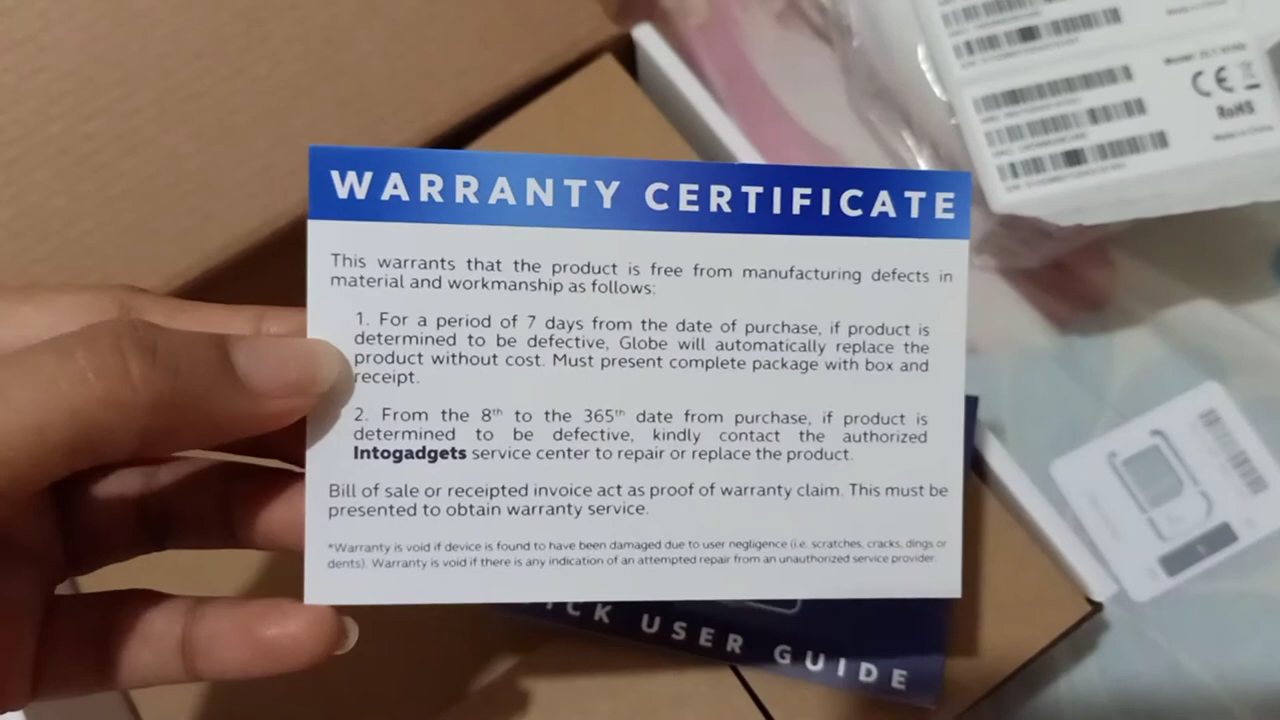 WARRANTY CERTIFICATE
This warrants that the product is free from manufacturing defects in
material and workmanship as follows:
1. For a period of 7 days from the date of purchase, if product is
determined to be defective, Globe will automatically replace the
product without cost. Must present complete package with box and
receipt.
2. From the 8th to the 365th date from purchase, if product is
determined to be defective, kindly contact the authorized
Intogadgets service center to repair or replace the product.
Bill of sale or receipted invoice act as proof of warranty claim. This must be
presented to obtain warranty service.
*Warranty is void if device is found to have been damaged due to user negligence (i.e. scratches, cracks, dings or
dents). Warranty is void if there is any indication of an attempted repair from an unauthorized service provider.
USER GUIDE
CE
RoHS